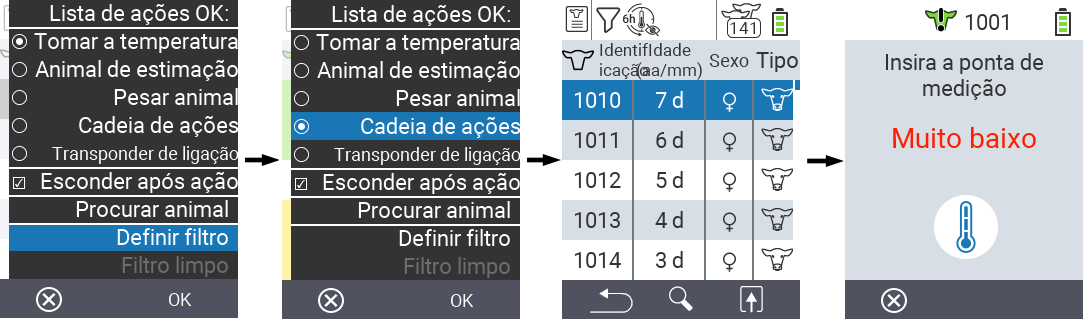 Lista de ações OK:
Tomar a temperatura
Animal de estimação
Pesar animal
Cadeia de ações
Transponder de ligação
Esconder após ação
Procurar animal
Definir filtro
Filtro limpo
OK
Lista de ações OK:
Tomar a temperatura
Animal de estimação
Pesar animal
Cadeia de ações
Transponder de ligação
Esconder após ação
Procurar animal
Definir filtro
Filtro limpo
OK
6h 141
Identificação Idade (aa/mm) Sexo Tipo
1010 7 d
1011 6 d
1012 5 d
1013 4 d
1014 3 d
1001
Insira a ponta de
medição
Muito baixo